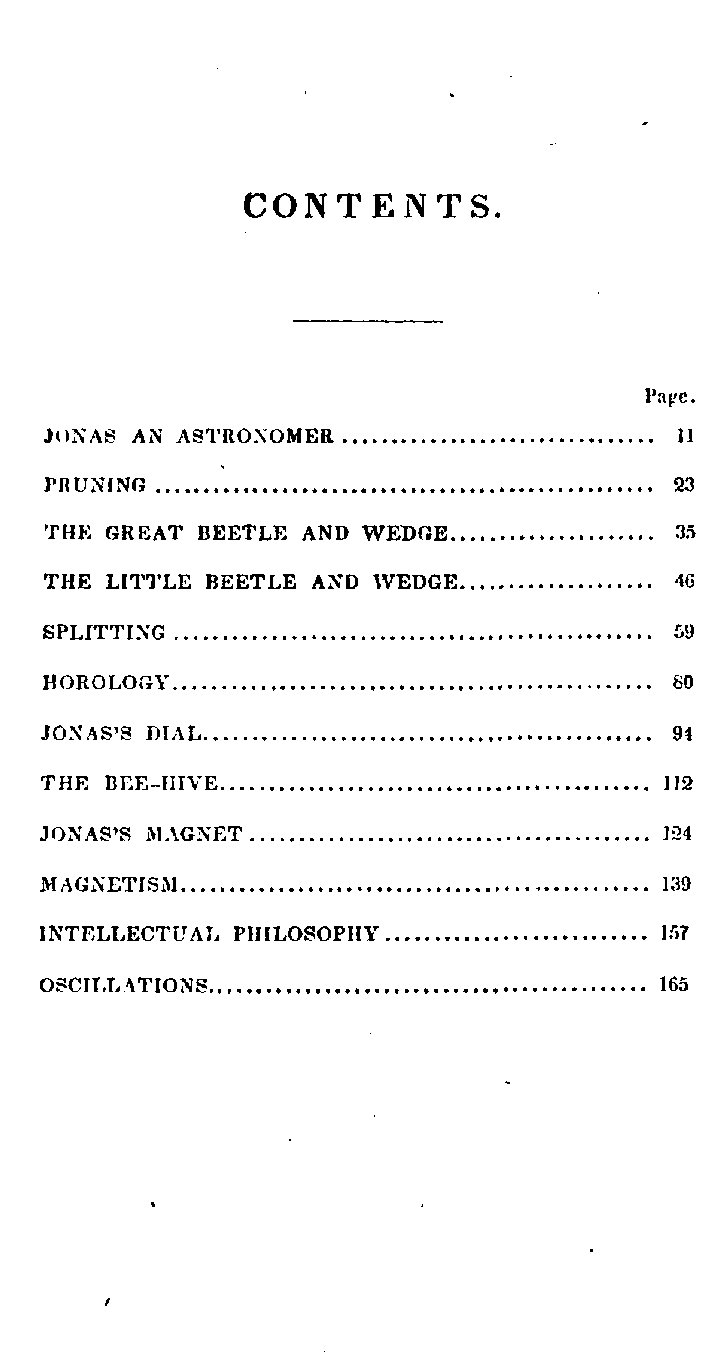 CONTENTS.
Page.
JONAS AN ASTRONOMER ............................... 11
PRUNING .................................................. 23
THE GREAT BEETLE AND WEDGE..................... 35
THE LITTLE BEETLE AND WEDGE.................... 46
SPLITTING ................................................ 59
HOROLOGY................................................ 80
JONAS'S DIAL............................................. 94
THE BEE-HIVE........................................... 112
JONAS'S MAGNET ........................................ 124
MAGNETISM............................................... 139
INTELLECTUAL PHILOSOPHY .......................... 157
OSCILLATIONS............................................ 165